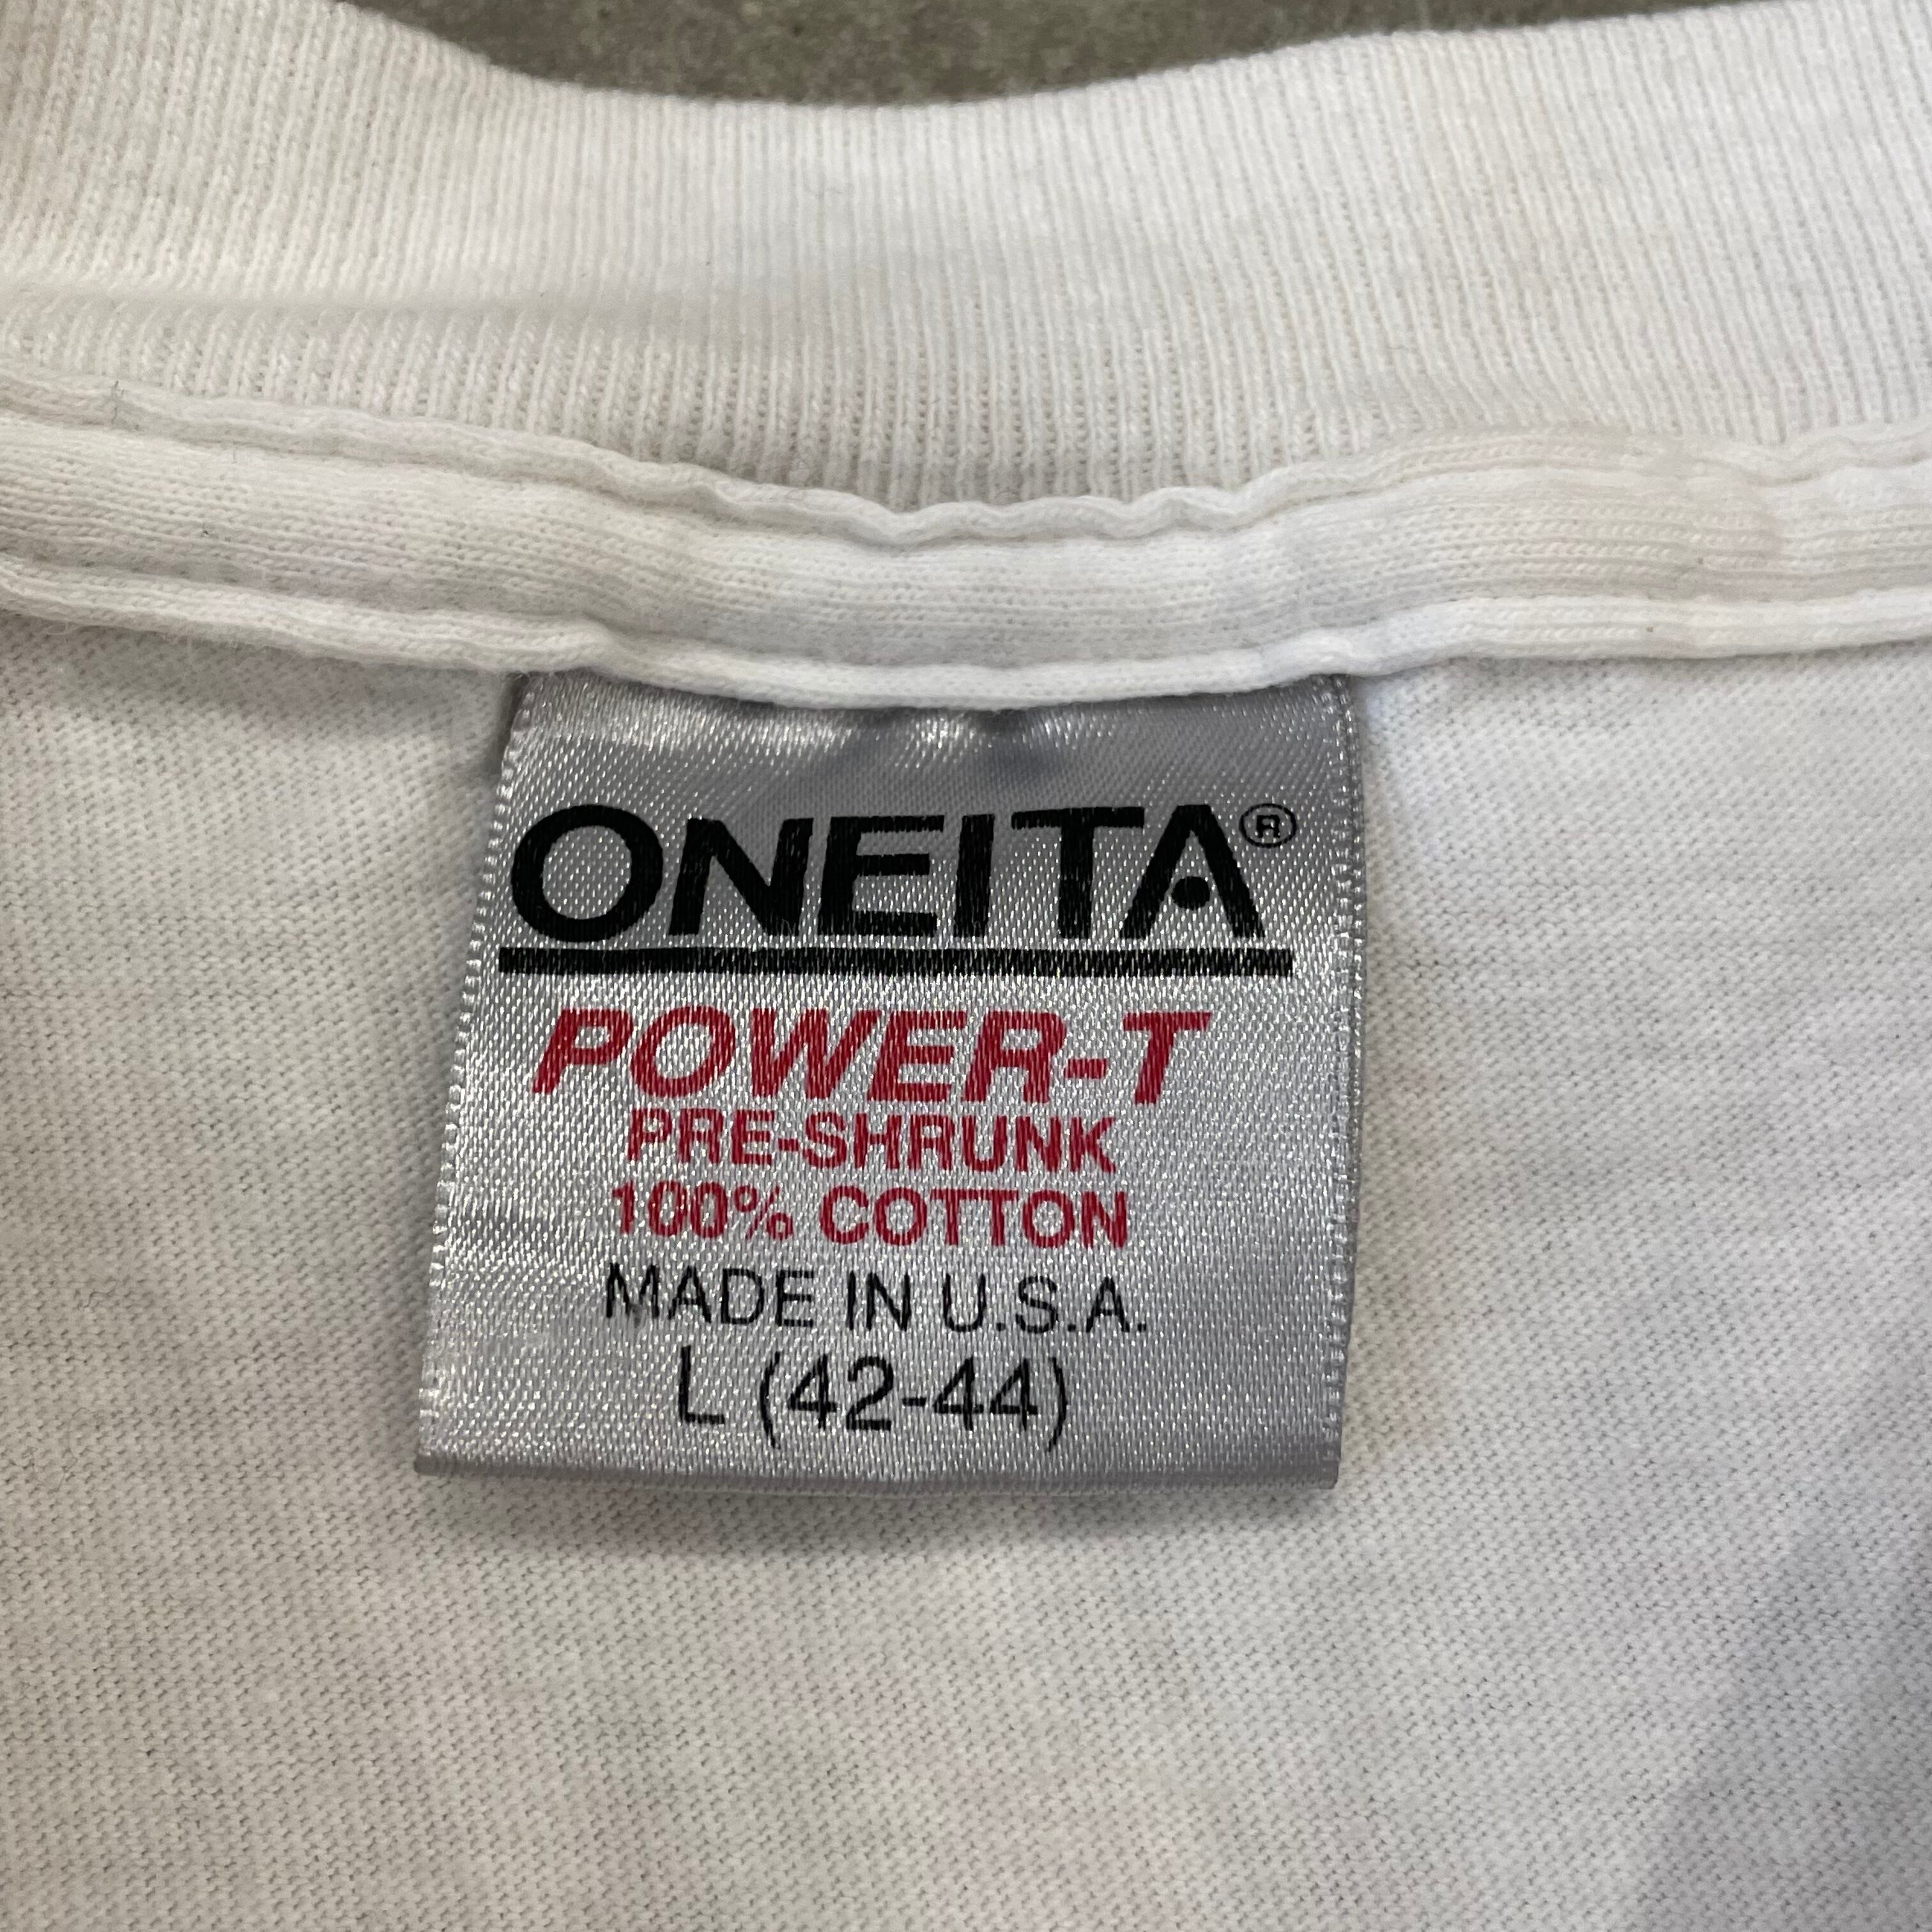 ONEITA®
POWER-T
PRE-SHRUNK
100% COTTON
MADE IN U.S.A.
L (42-44)